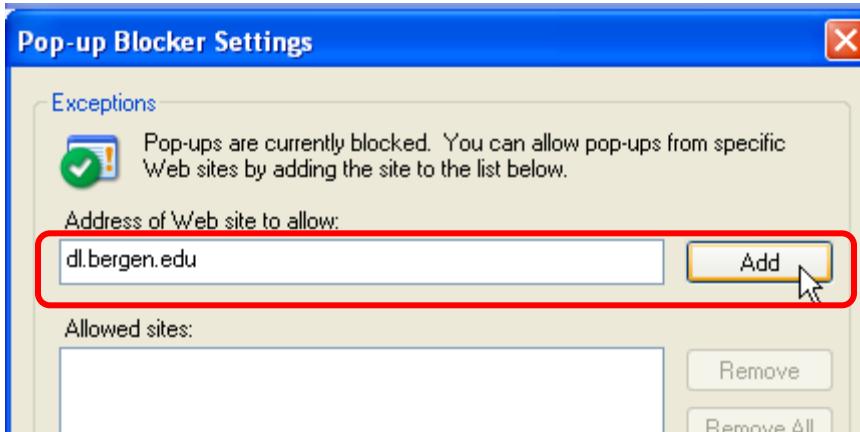 Pop-up Blocker Settings
Exceptions
Pop-ups are currently blocked. You can allow pop-ups from specific
Web sites by adding the site to the list below.
Address of Web site to allow:
dl.bergen.edu
Add
Allowed sites:
Remove
Remove All